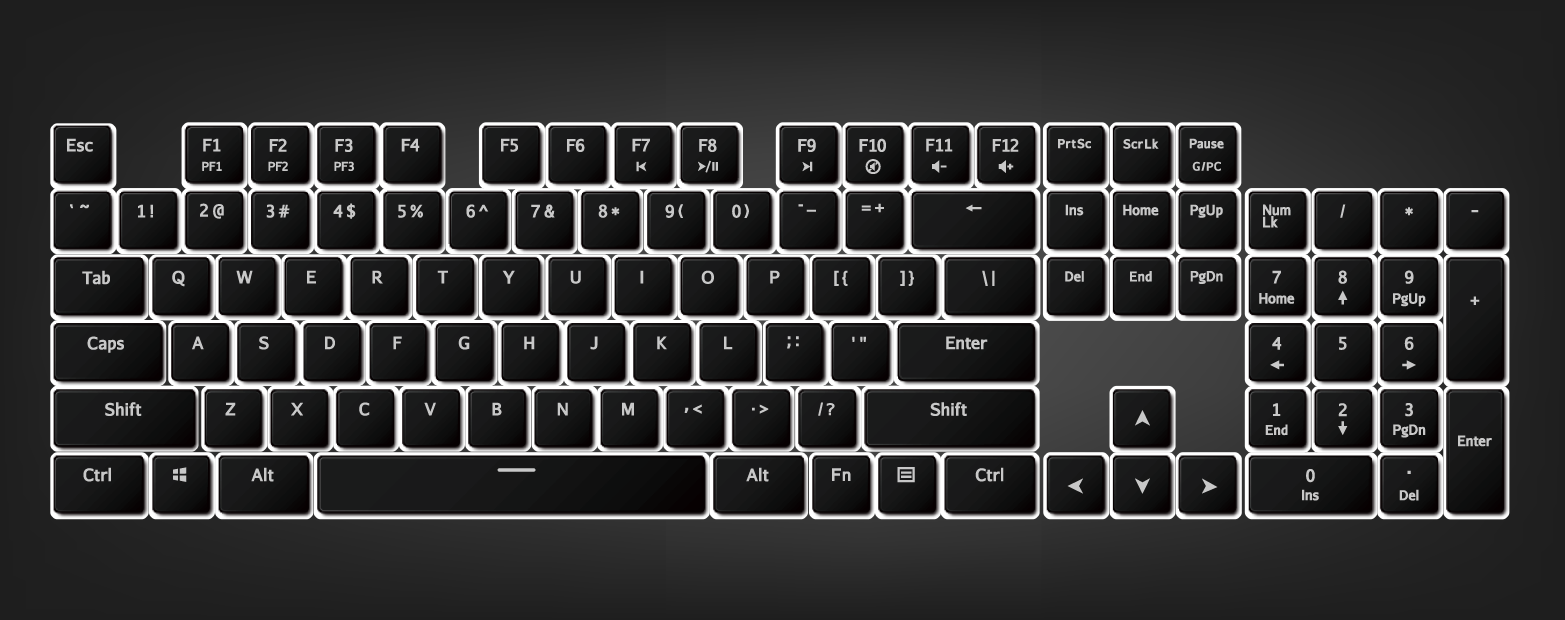 Esc F1 F2 F3 F4 F5 F6 F7 F8 F9 F10 F11 F12 PrtSc ScrLk Pause
PF1 PF2 PF3 G/PC
` ~ 1! 2@ 3# 4$ 5% 6^ 7& 8* 9( 0) - _ =+ ← Ins Home PgUp Num Lk / * -
Tab Q W E R T Y U I O P [{ ]} \| Del End PgDn 7 8 9 +
Home ↑ PgUp
Caps A S D F G H J K L ;: '" Enter 4 5 6
← →
Shift Z X C V B N M ,< .> /? Shift 1 2 3 Enter
End ↓ PgDn
Ctrl Alt Alt Fn Ctrl 0 .
Ins Del